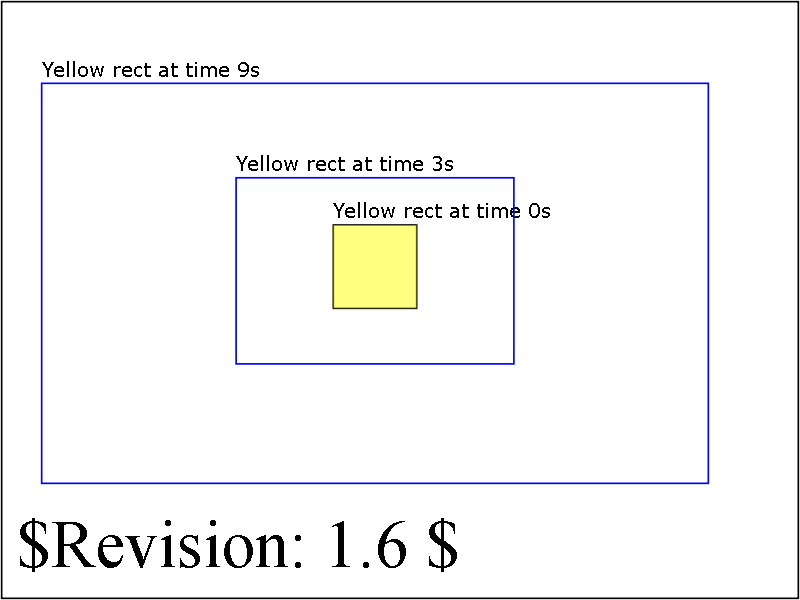 Yellow rect at time 9s
Yellow rect at time 3s
Yellow rect at time 0s
$Revision: 1.6 $